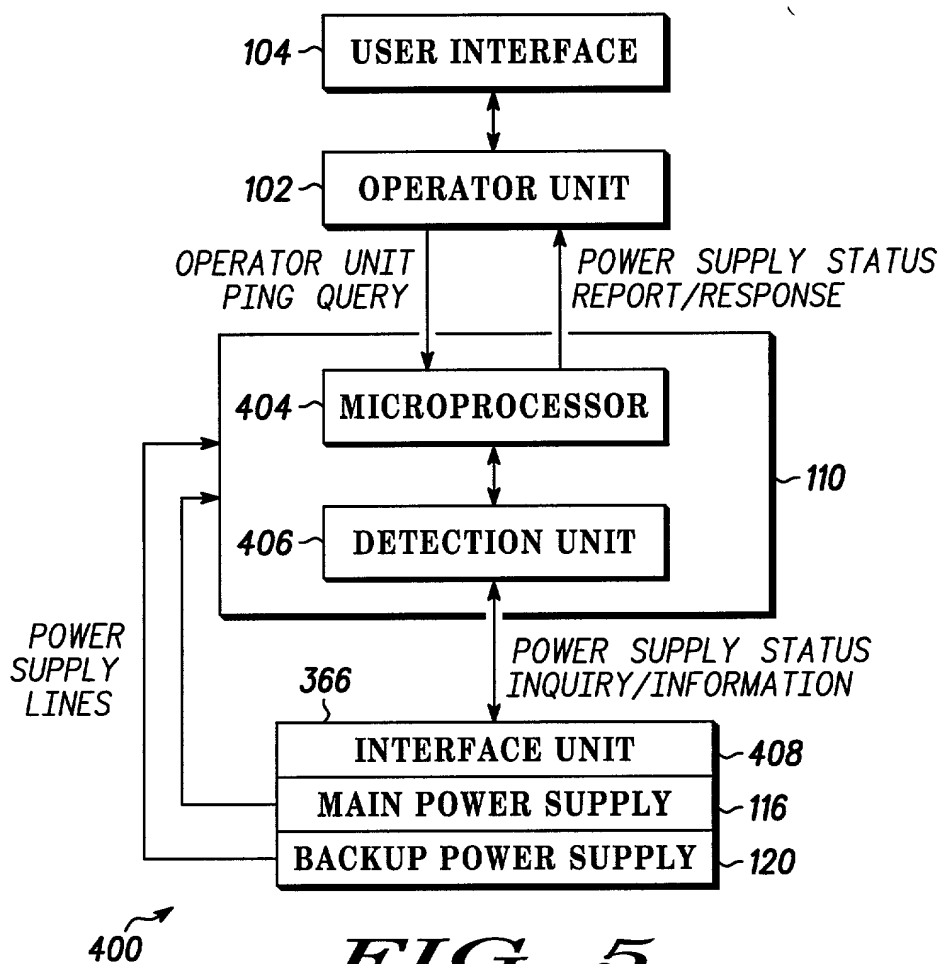 104
USER INTERFACE
102
OPERATOR UNIT
OPERATOR UNIT
PING QUERY
POWER SUPPLY STATUS
REPORT/RESPONSE
404
MICROPROCESSOR
110
406
DETECTION UNIT
POWER
SUPPLY
LINES
POWER SUPPLY STATUS
INQUIRY/INFORMATION
366
INTERFACE UNIT
408
MAIN POWER SUPPLY
116
BACKUP POWER SUPPLY
120
400
FIG. 5